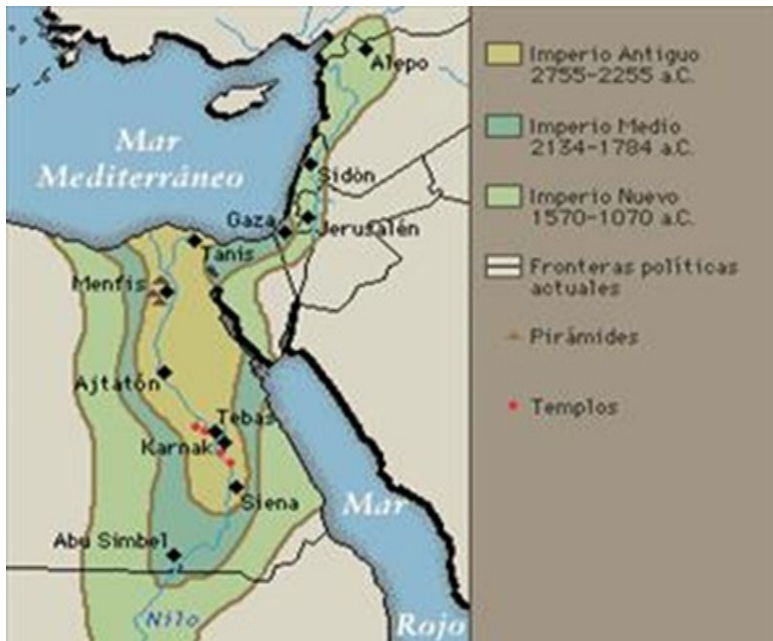 Alepo
Mar
Mediterráneo
Sidòn
Gaza
Jerusalén
Tanis
Menfis
Ajtatón
Tebas
Karnak
Siena
Abu Simbel
Nilo
Mar
Rojo
Imperio Antiguo
2755-2255 a.C.
Imperio Medio
2134-1784 a.C.
Imperio Nuevo
1570-1070 a.C.
Fronteras políticas
actuales
Pirámides
Templos